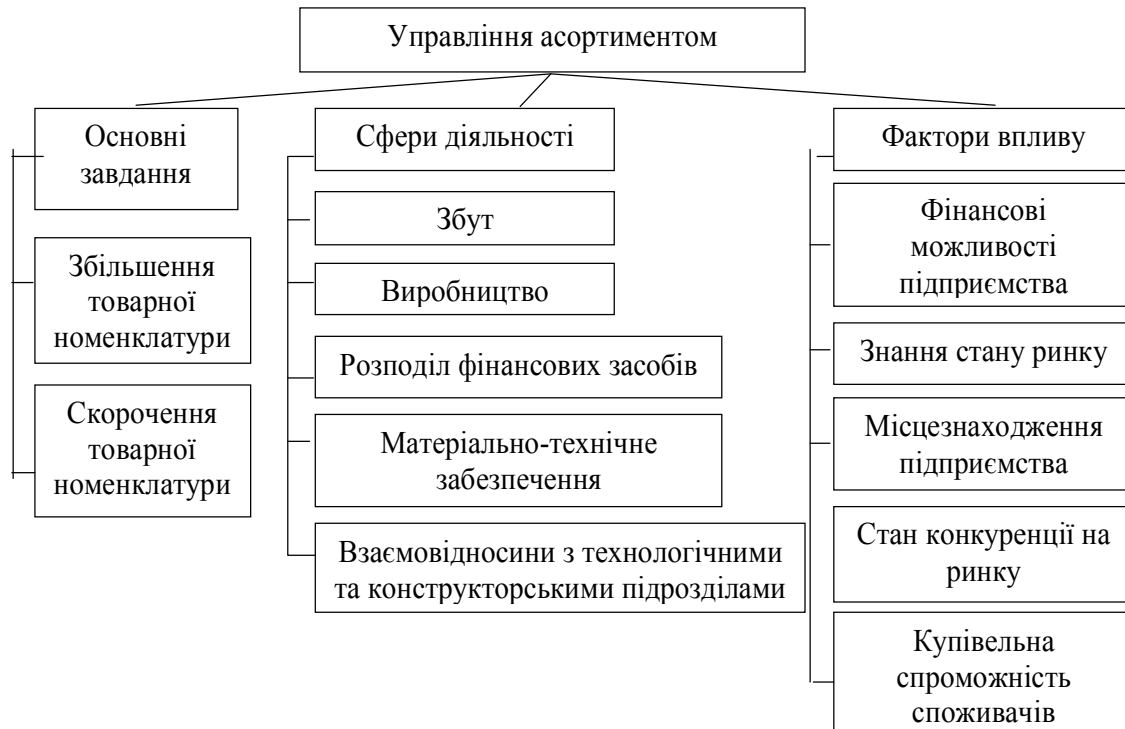 Управління асортиментом
Основні
завдання
Збільшення
товарної
номенклатури
Скорочення
товарної
номенклатури
Сфери діяльності
Збут
Виробництво
Розподіл фінансових засобів
Матеріально-технічне
забезпечення
Взаємовідносини з технологічними
та конструкторськими підрозділами
Фактори впливу
Фінансові
можливості
підприємства
Знання стану ринку
Місцезнаходження
підприємства
Стан конкуренції на
ринку
Купівельна
спроможність
споживачів